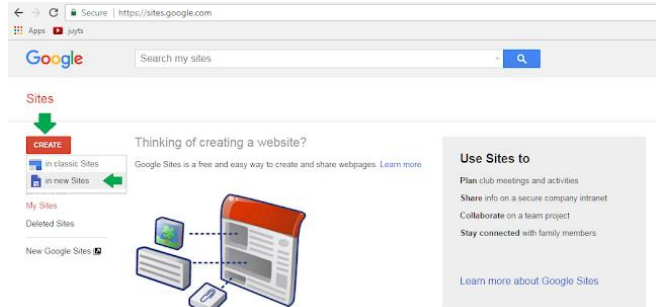 Secure | https://sites.google.com
Apps juyts
Google Search my sites
Sites
CREATE
in classic Sites
in new Sites
My Sites
Deleted Sites
New Google Sites
Thinking of creating a website?
Google Sites is a free and easy way to create and share webpages. Learn more
Use Sites to
Plan club meetings and activities
Share info on a secure company intranet
Collaborate on a team project
Stay connected with family members
Learn more about Google Sites